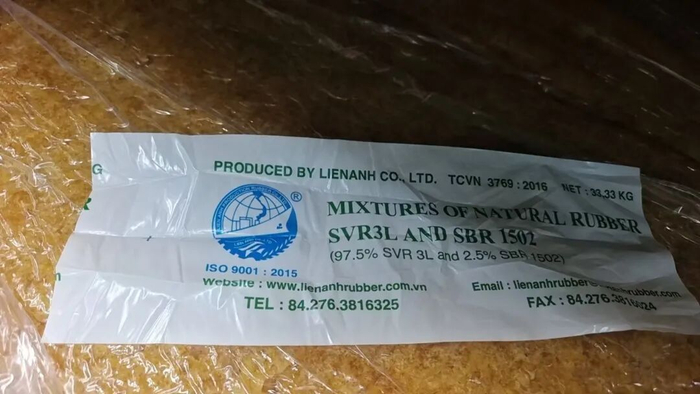 G
PRODUCED BY LIENANH CO., LTD. TCVN 3769 : 2016 NET : 33,33 KG
R
®
MIXTURES OF NATURAL RUBBER
SVR3L AND SBR 1502
(97.5% SVR 3L and 2.5% SBR 1502)
ISO 9001 : 2015
Website : www.lienanhrubber.com.vn
Email :
TEL : 84.276.3816325
FAX :